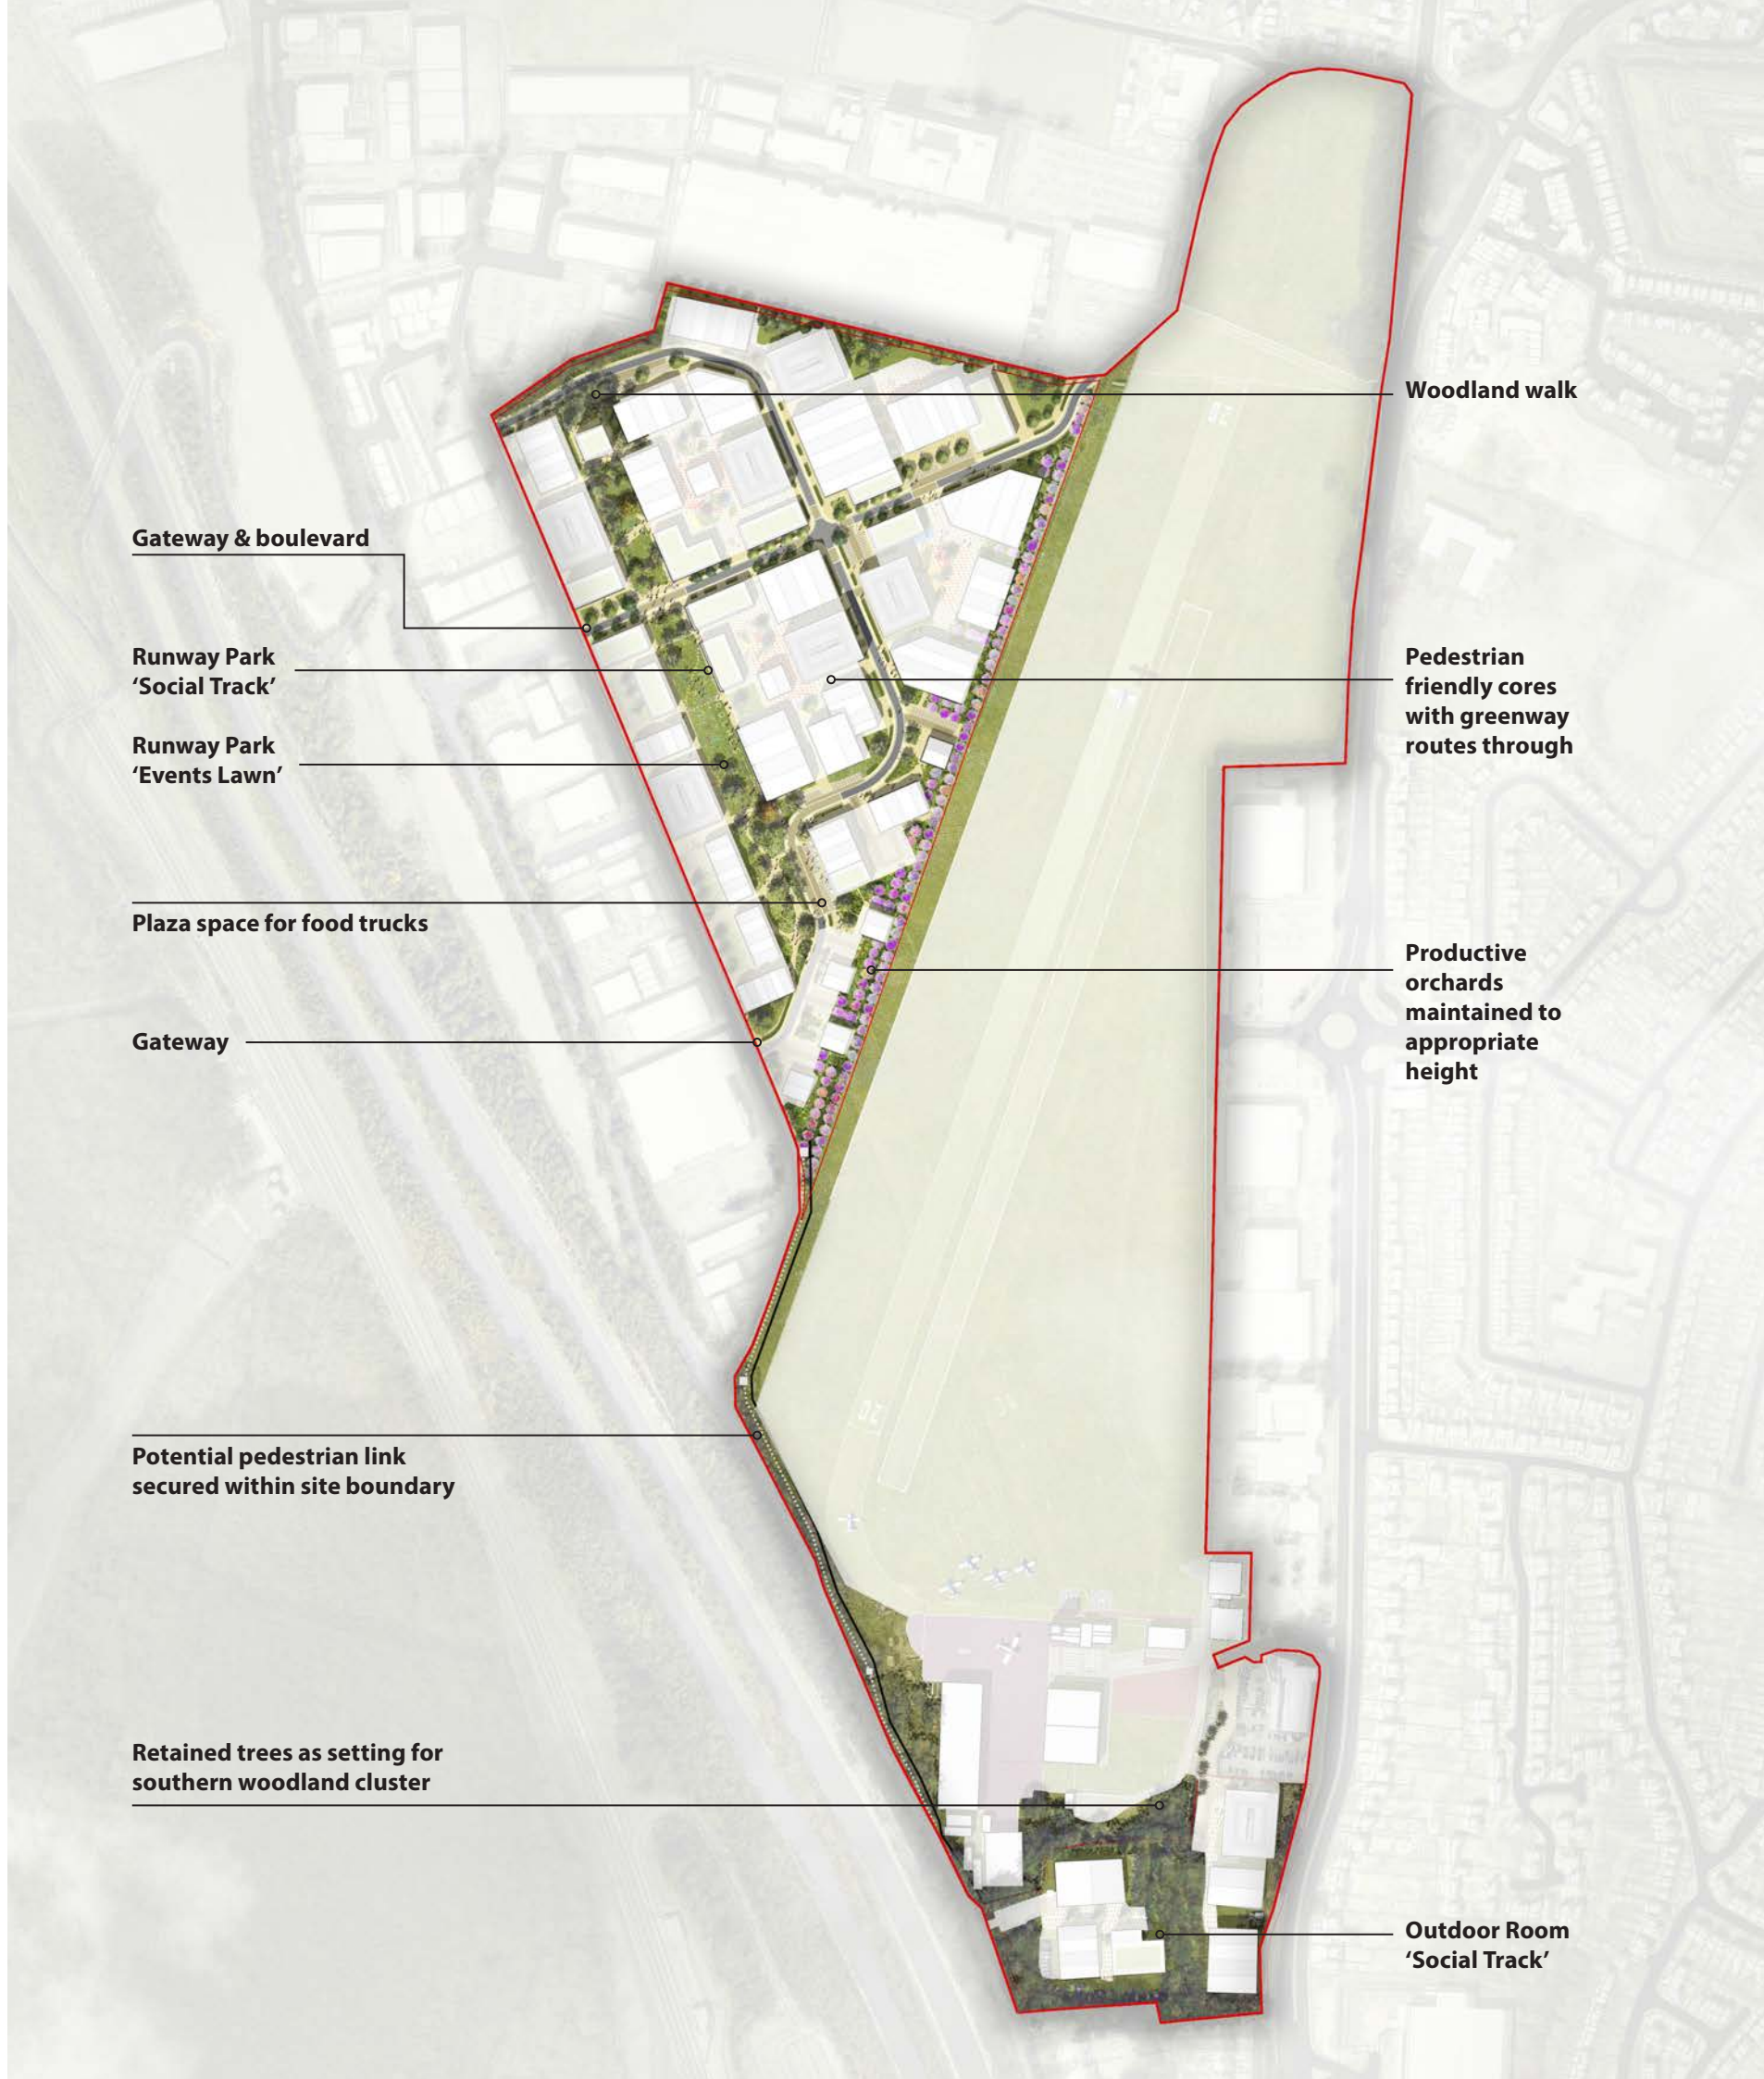 Woodland walk
Gateway & boulevard
Runway Park
‘Social Track’
Pedestrian
friendly cores
with greenway
routes through
Runway Park
‘Events Lawn’
Plaza space for food trucks
Productive
orchards
maintained to
appropriate
height
Gateway
Potential pedestrian link
secured within site boundary
Retained trees as setting for
southern woodland cluster
Outdoor Room
‘Social Track’